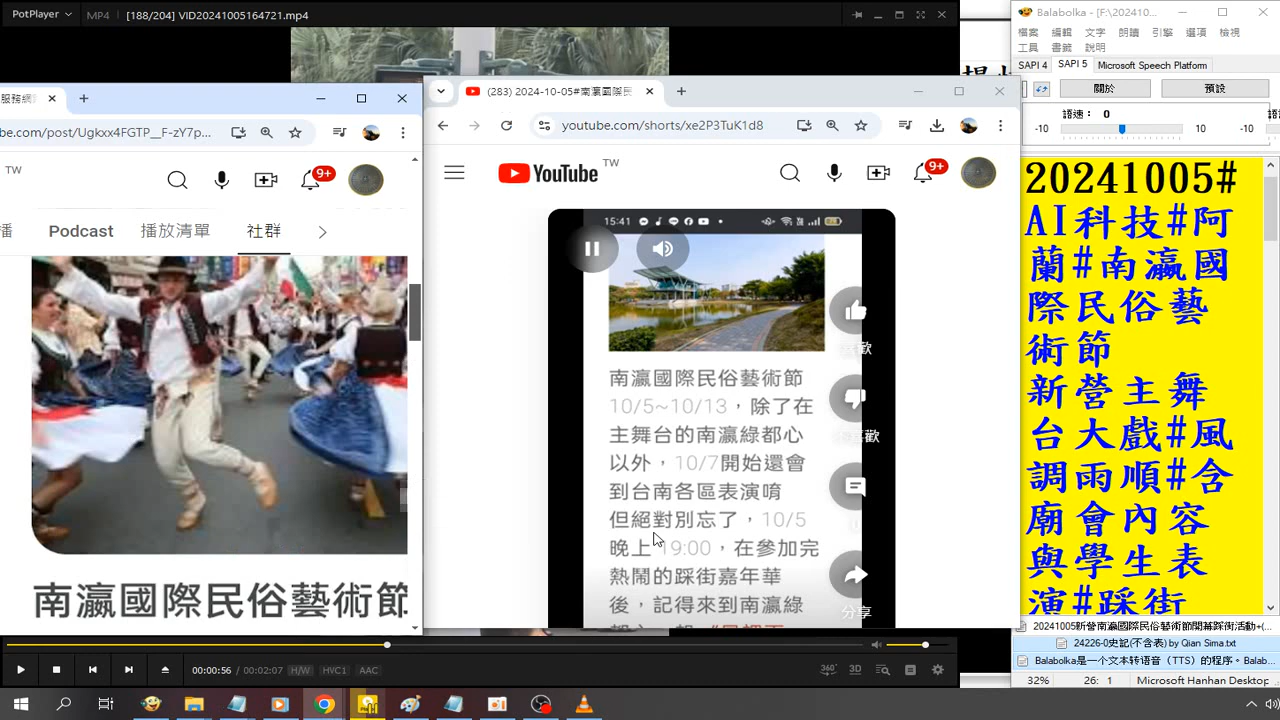 PotPlayer
MP4
[188/204] VID20241005164721.mp4
Balabolka - [F:\202410...
檔案 編輯 文字 朗讀 引擎 選項 檢視
工具 書籤 說明
SAPI 4 SAPI 5 Microsoft Speech Platform
關於 預設
語速： 0
-10 10 -10
be.com/post/Ugkxx4FGTP__F-zY7p...
TW
9+
播 Podcast 播放清單 社群
南瀛國際民俗藝術節
(283) 2024-10-05#南瀛國際民
youtube.com/shorts/xe2P3TuK1d8
YouTube TW
9+
15:41
南瀛國際民俗藝術節
10/5~10/13，除了在
主舞台的南瀛綠都心
以外，10/7開始還會
到台南各區表演唷
但絕對別忘了，10/5
晚上19:00，在參加完
熱鬧的踩街嘉年華
後，記得來到南瀛綠
分享
20241005#
AI科技#阿
蘭#南瀛國
際民俗藝
術節
新營主舞
台大戲#風
調雨順#含
廟會內容
與學生表
演#踩街
20241005新營南瀛國際民俗藝術節開幕踩街活動+(...
24226-0史記(不含表) by Qian Sima.txt
Balabolka是一个文本转语音（TTS）的程序。Balab...
32% 26: 1 Microsoft Hanhan Desktop
00:00:56 / 00:02:07 H/W HVC1 AAC
360° 3D